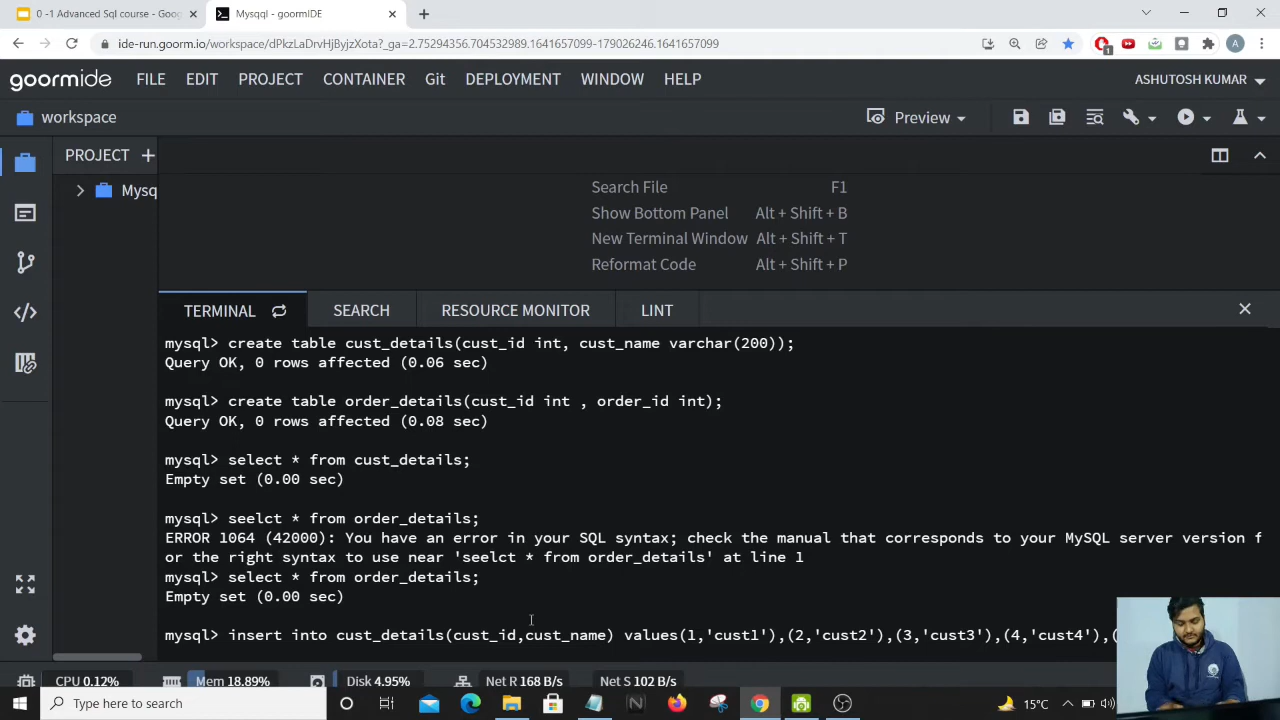 0 -1 Advanced Sql course - Goog
Mysqql - goormIDE
ide-run.goorm.io/workspace/dPkzLaDrvHjByjzXoh?_ga=2.75294356.704532989.1641657099-179026246.1641657099
goormide FILE EDIT PROJECT CONTAINER Git DEPLOYMENT WINDOW HELP ASHUTOSH KUMAR
workspace Preview
PROJECT
Mysq
Search File F1
Show Bottom Panel Alt + Shift + B
New Terminal Window Alt + Shift + T
Reformat Code Alt + Shift + P
TERMINAL SEARCH RESOURCE MONITOR LINT
mysql> create table cust_details(cust_id int, cust_name varchar(200));
Query OK, 0 rows affected (0.06 sec)
mysql> create table order_details(cust_id int , order_id int);
Query OK, 0 rows affected (0.08 sec)
mysql> select * from cust_details;
Empty set (0.00 sec)
mysql> seelct * from order_details;
ERROR 1064 (42000): You have an error in your SQL syntax; check the manual that corresponds to your MySQL server version f
or the right syntax to use near 'seelct * from order_details' at line 1
mysql> select * from order_details;
Empty set (0.00 sec)
mysql> insert into cust_details(cust_id,cust_name) values(1,'cust1'),(2,'cust2'),(3,'cust3'),(4,'cust4'),(
CPU 0.12% Mem 18.89% Disk 4.95% Net R 168 B/s Net S 102 B/s
Type here to search 15°C